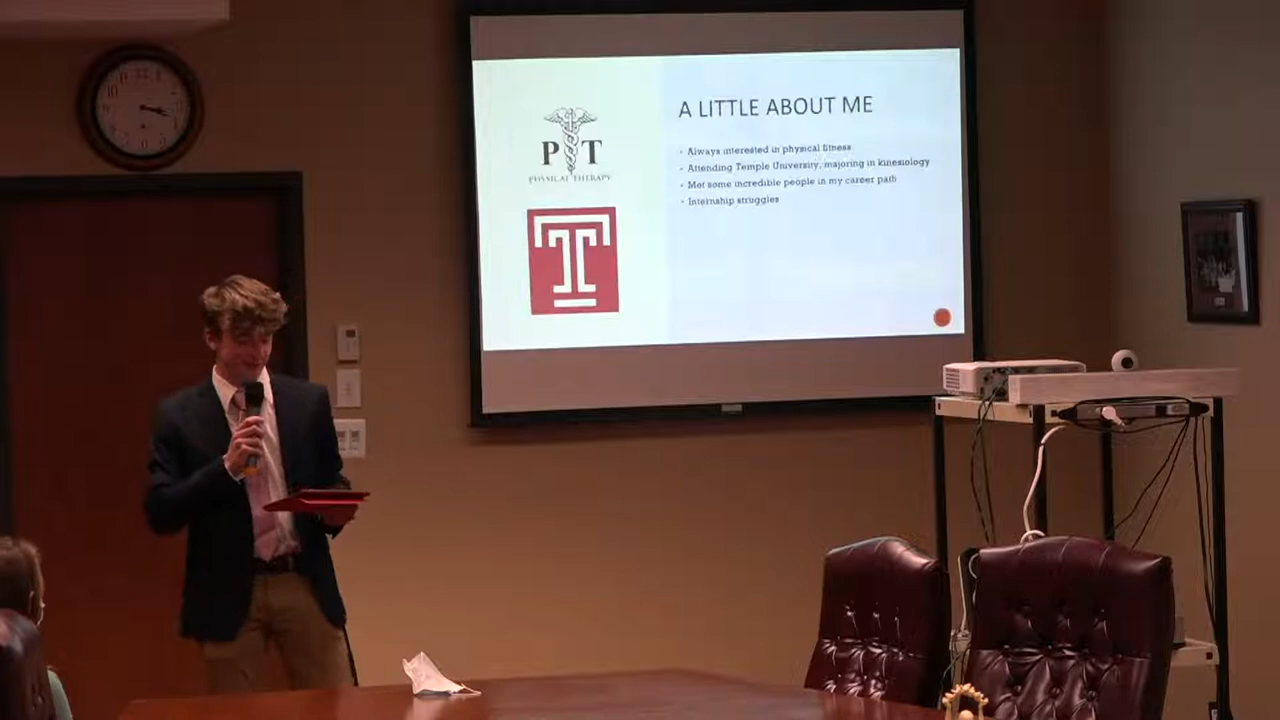 A LITTLE ABOUT ME
P T
PHYSICAL THERAPY
• Always interested in physical fitness
• Attending Temple University, majoring in kinesiology
• Met some incredible people in my career path
• Internship struggles
T